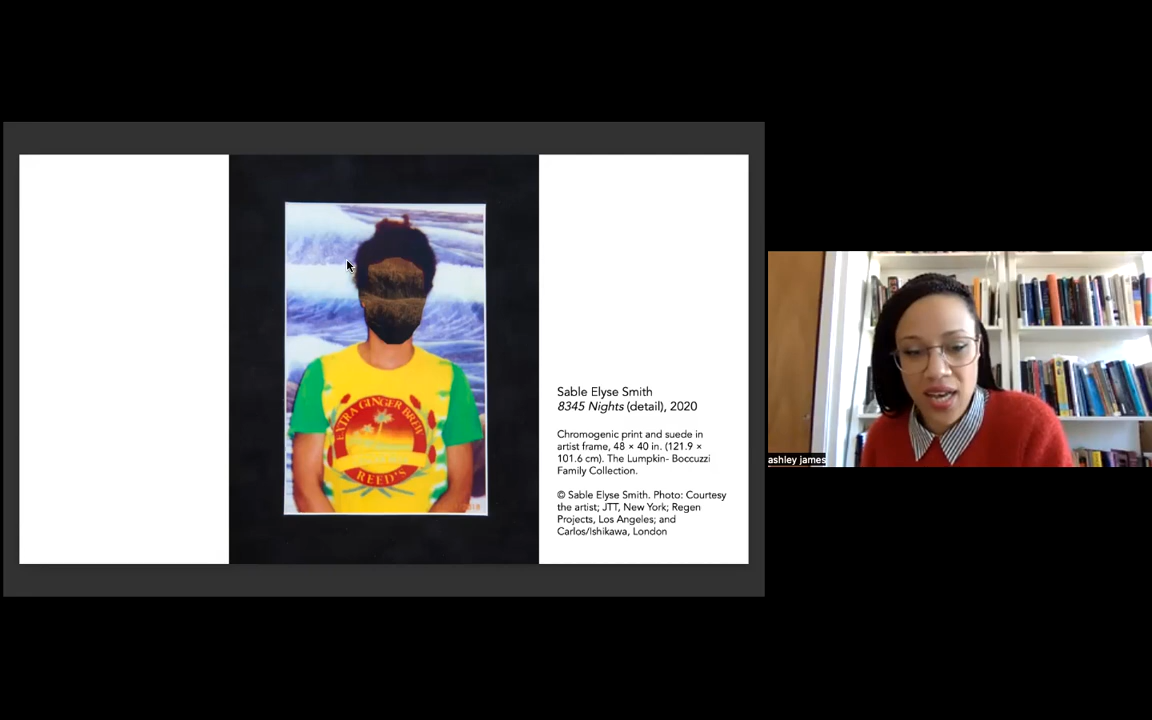 EXTRA GINGER BREW
REED'S
Sable Elyse Smith
8345 Nights (detail), 2020
Chromogenic print and suede in
artist frame, 48 × 40 in. (121.9 ×
101.6 cm). The Lumpkin- Boccuzzi
Family Collection.
© Sable Elyse Smith. Photo: Courtesy
the artist; JTT, New York; Regen
Projects, Los Angeles; and
Carlos/Ishikawa, London
ashley james